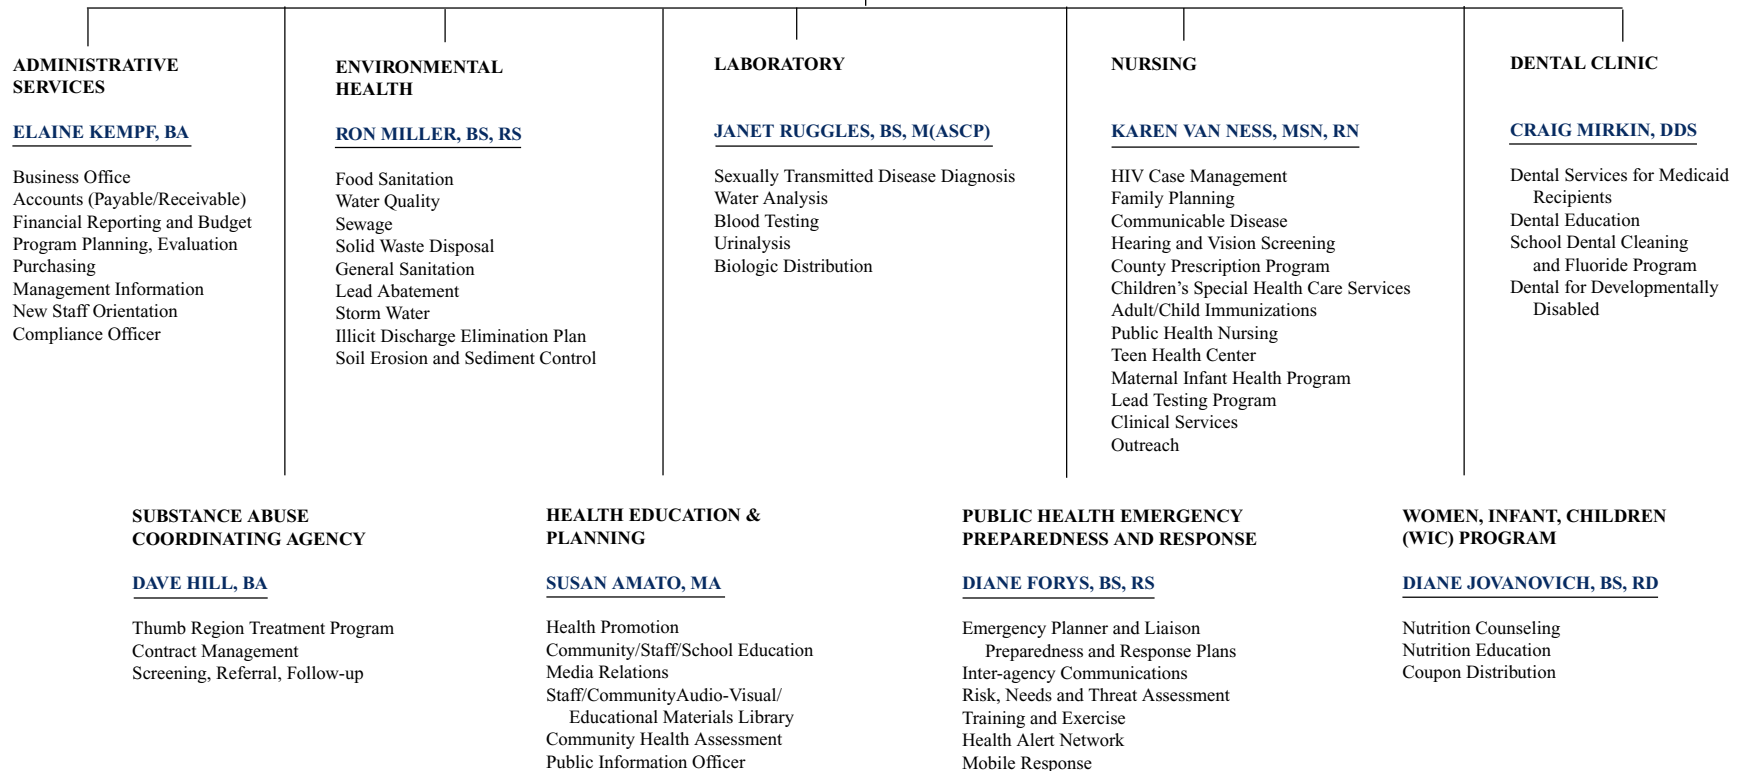 ADMINISTRATIVE
SERVICES
ELAINE KEMPF, BA
Business Office
Accounts (Payable/Receivable)
Financial Reporting and Budget
Program Planning, Evaluation
Purchasing
Management Information
New Staff Orientation
Compliance Officer
ENVIRONMENTAL
HEALTH
RON MILLER, BS, RS
Food Sanitation
Water Quality
Sewage
Solid Waste Disposal
General Sanitation
Lead Abatement
Storm Water
Illicit Discharge Elimination Plan
Soil Erosion and Sediment Control
LABORATORY
JANET RUGGLES, BS, M(ASCP)
Sexually Transmitted Disease Diagnosis
Water Analysis
Blood Testing
Urinalysis
Biologic Distribution
NURSING
KAREN VAN NESS, MSN, RN
HIV Case Management
Family Planning
Communicable Disease
Hearing and Vision Screening
County Prescription Program
Children’s Special Health Care Services
Adult/Child Immunizations
Public Health Nursing
Teen Health Center
Maternal Infant Health Program
Lead Testing Program
Clinical Services
Outreach
DENTAL CLINIC
CRAIG MIRKIN, DDS
Dental Services for Medicaid
Recipients
Dental Education
School Dental Cleaning
and Fluoride Program
Dental for Developmentally
Disabled
SUBSTANCE ABUSE
COORDINATING AGENCY
DAVE HILL, BA
Thumb Region Treatment Program
Contract Management
Screening, Referral, Follow-up
HEALTH EDUCATION &
PLANNING
SUSAN AMATO, MA
Health Promotion
Community/Staff/School Education
Media Relations
Staff/CommunityAudio-Visual/
Educational Materials Library
Community Health Assessment
Public Information Officer
PUBLIC HEALTH EMERGENCY
PREPAREDNESS AND RESPONSE
DIANE FORYS, BS, RS
Emergency Planner and Liaison
Preparedness and Response Plans
Inter-agency Communications
Risk, Needs and Threat Assessment
Training and Exercise
Health Alert Network
Mobile Response
WOMEN, INFANT, CHILDREN
(WIC) PROGRAM
DIANE JOVANOVICH, BS, RD
Nutrition Counseling
Nutrition Education
Coupon Distribution